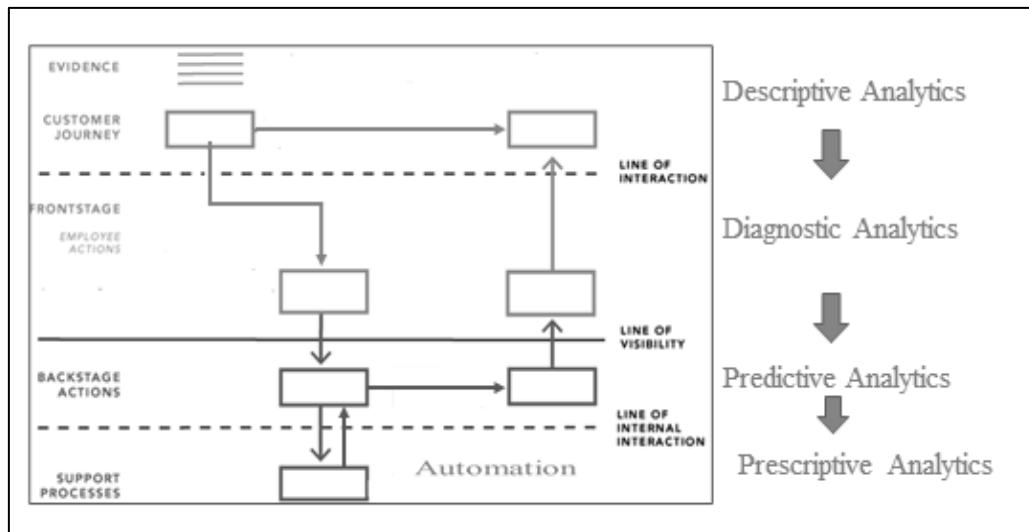 EVIDENCE
Descriptive Analytics
CUSTOMER
JOURNEY
LINE OF
INTERACTION
FRONTSTAGE
EMPLOYEE
ACTIONS
Diagnostic Analytics
LINE OF
VISIBILITY
BACKSTAGE
ACTIONS
Predictive Analytics
LINE OF
INTERNAL
INTERACTION
Automation
Prescriptive Analytics
SUPPORT
PROCESSES